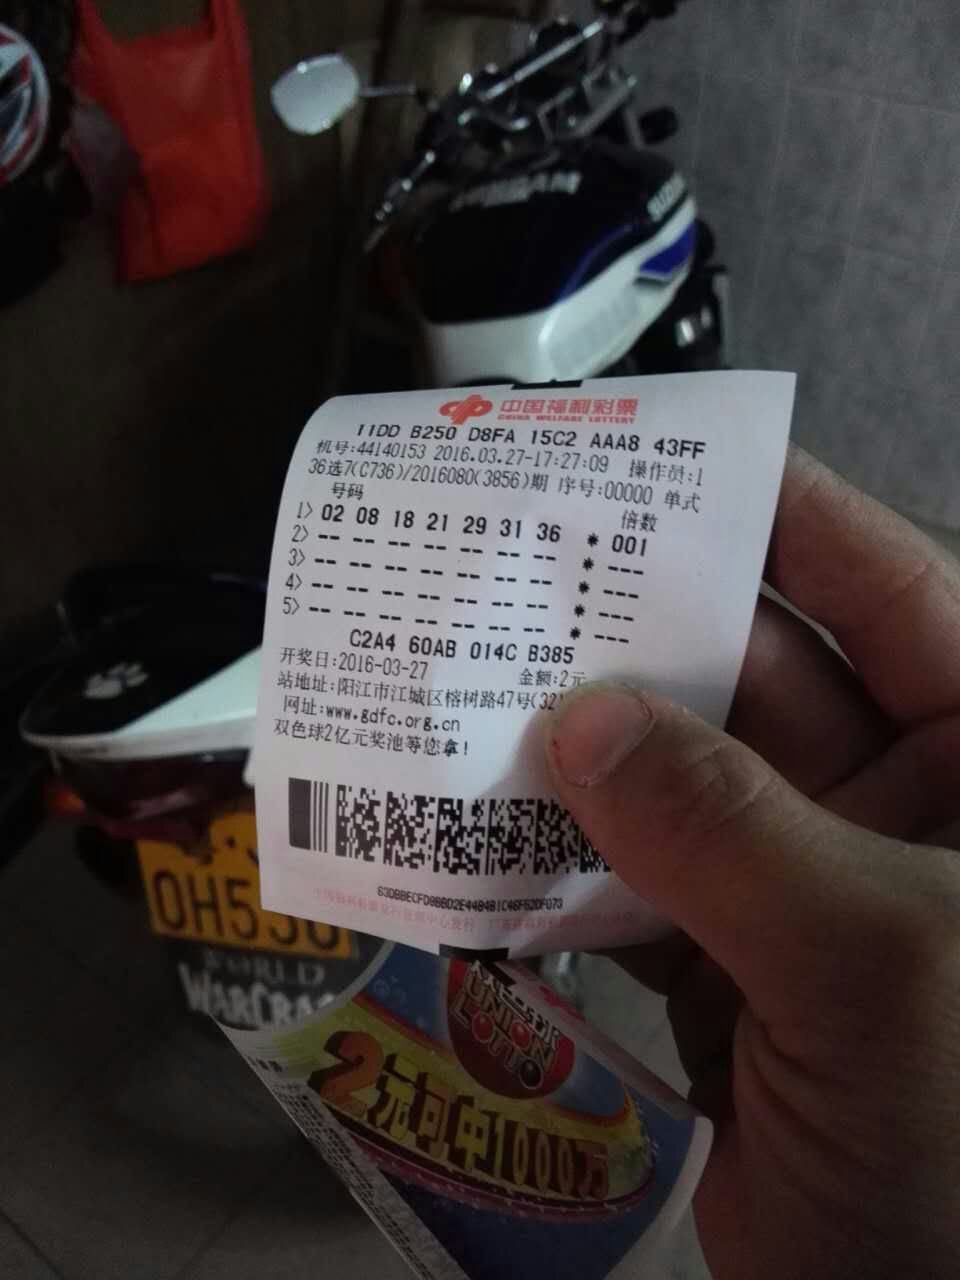 中国福利彩票
CHINA WELFARE LOTTERY
11DD B250 D8FA 15C2 AAA8 43FF
机号:44140153 2016.03.27-17:27:09 操作员:1
36选7(C736)/2016080(3856)期 序号:00000 单式
号码 倍数
1> 02 08 18 21 29 31 36 * 001
2> -- -- -- -- -- -- -- * ---
3> -- -- -- -- -- -- -- * ---
4> -- -- -- -- -- -- -- * ---
5> -- -- -- -- -- -- -- * ---
C2A4 60AB 014C B385
开奖日:2016-03-27 金额:2元
站地址:阳江市江城区榕树路47号(32
网址:www.gdfc.org.cn
双色球2亿元奖池等您拿!
OH550
WORLD
WARCRA
UNION
LOTTO
2元可中1000万